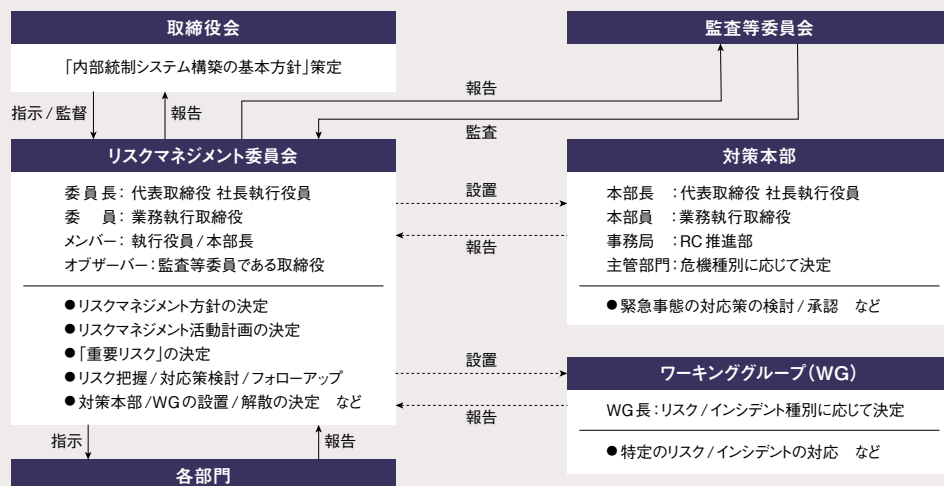 取締役会
「内部統制システム構築の基本方針」策定
監査等委員会
指示/監督
報告
報告
監査
リスクマネジメント委員会
委員長：代表取締役 社長執行役員
委　員：業務執行取締役
メンバー：執行役員/本部長
オブザーバー：監査等委員である取締役
●リスクマネジメント方針の決定
●リスクマネジメント活動計画の決定
●「重要リスク」の決定
●リスク把握/対応策検討/フォローアップ
●対策本部/WGの設置/解散の決定　など
設置
報告
対策本部
本部長　：代表取締役 社長執行役員
本部員　：業務執行取締役
事務局　：RC推進部
主管部門：危機種別に応じて決定
●緊急事態の対応策の検討/承認　など
設置
報告
ワーキンググループ（WG）
WG長：リスク/インシデント種別に応じて決定
●特定のリスク/インシデントの対応　など
指示
報告
各部門